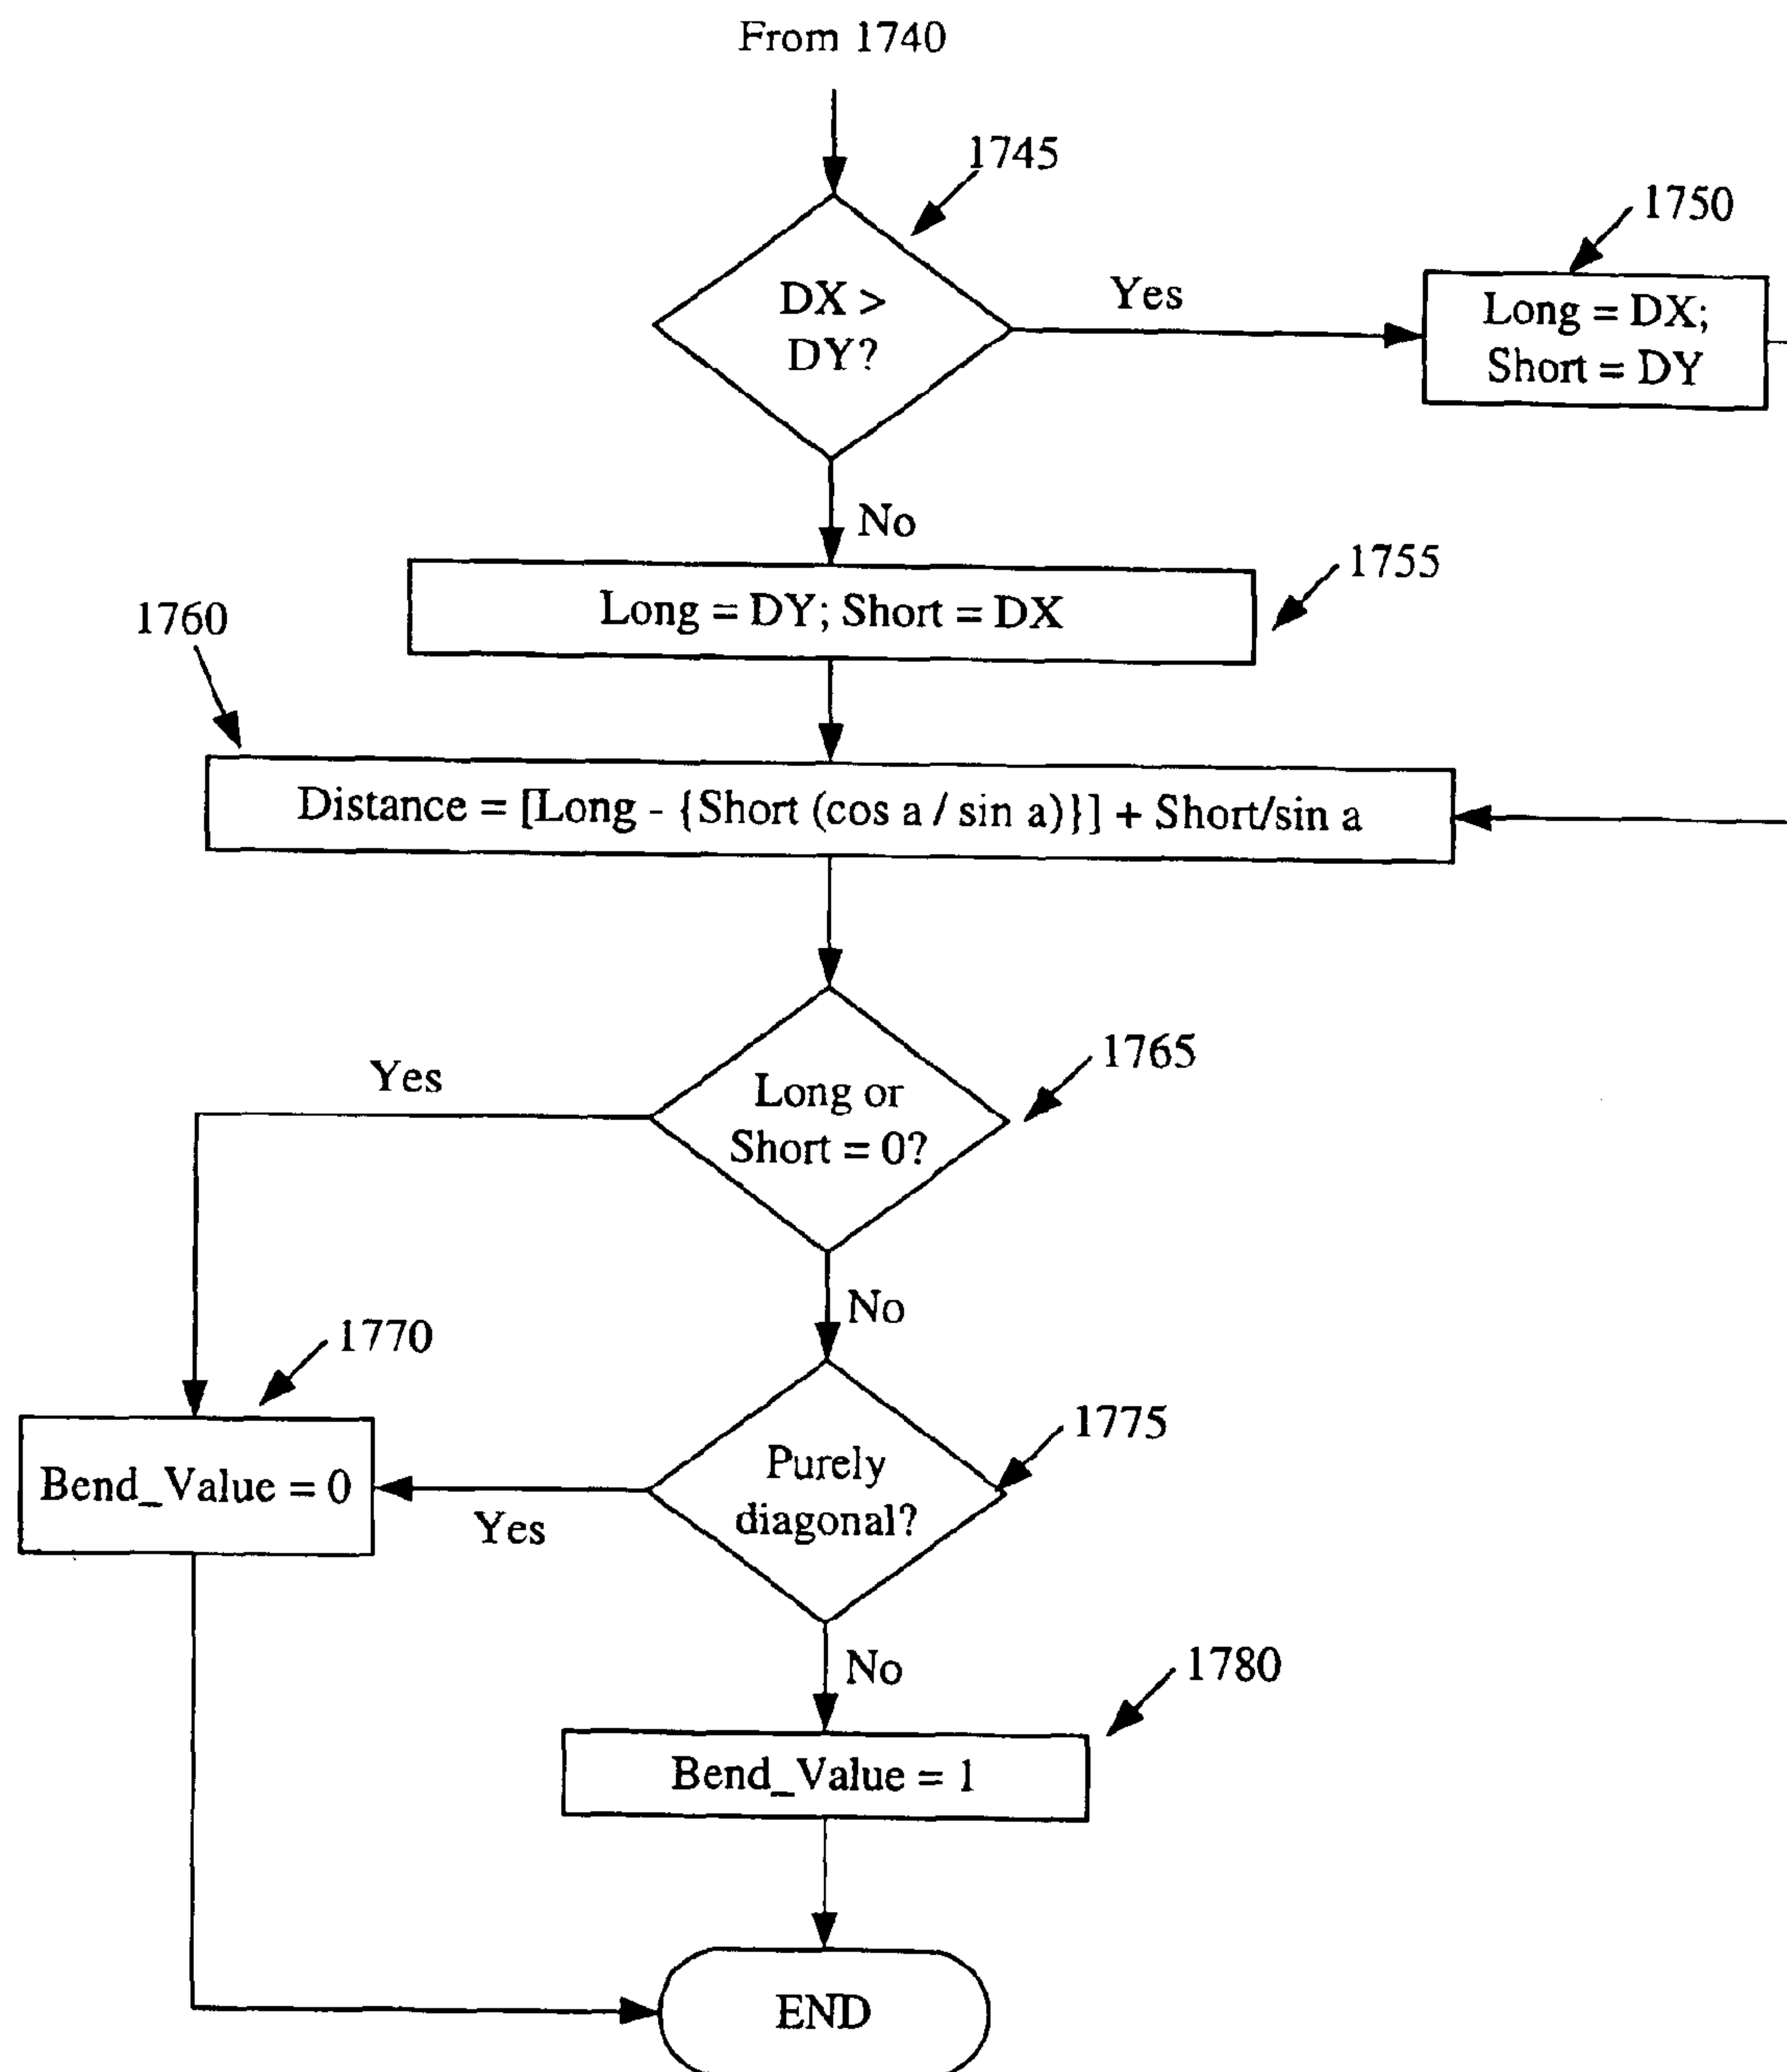 From 1740
1745
1750
DX >
DY?
Yes
Long = DX;
Short = DY
No
1755
1760
Long = DY; Short = DX
Distance = [Long - {Short (cos a / sin a)}] + Short/sin a
1765
Yes
Long or
Short = 0?
No
1770
1775
Bend_Value = 0
Purely
diagonal?
Yes
No
1780
Bend_Value = 1
END